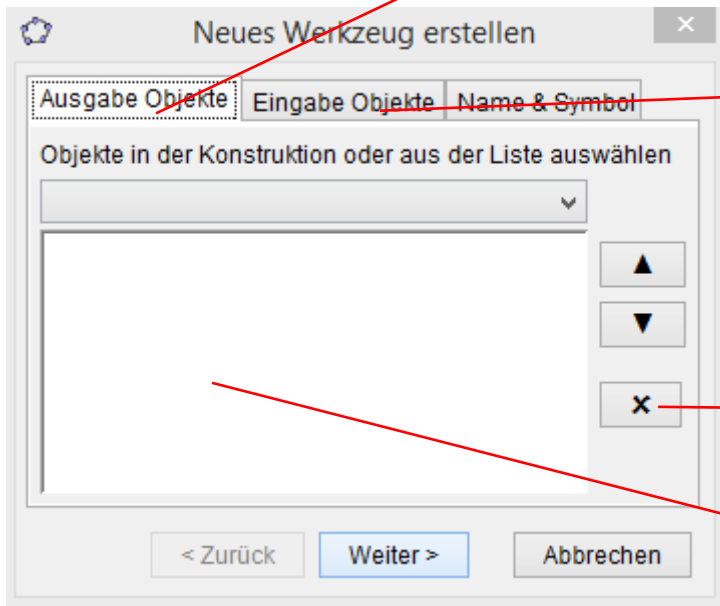 Neues Werkzeug erstellen
Ausgabe Objekte Eingabe Objekte Name & Symbol
Objekte in der Konstruktion oder aus der Liste auswählen
< Zurück Weiter > Abbrechen